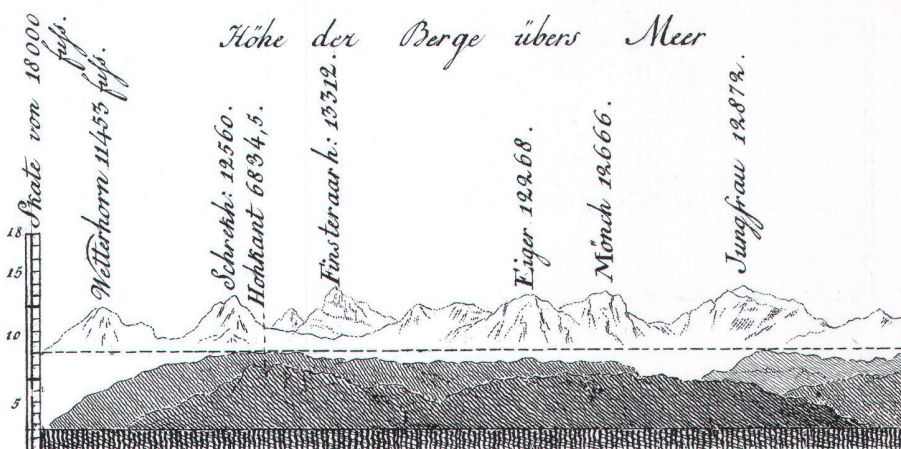 Höhe der Berge übers Meer
Skate von 18000
fuss.
Wetterhorn 11453
fuss.
Schrekh: 12560.
Hohkant 6834,5.
Finsteraarh: 13312.
Eiger 12268.
Mönch 12666.
Jungfrau 12872.
18
15
10
5